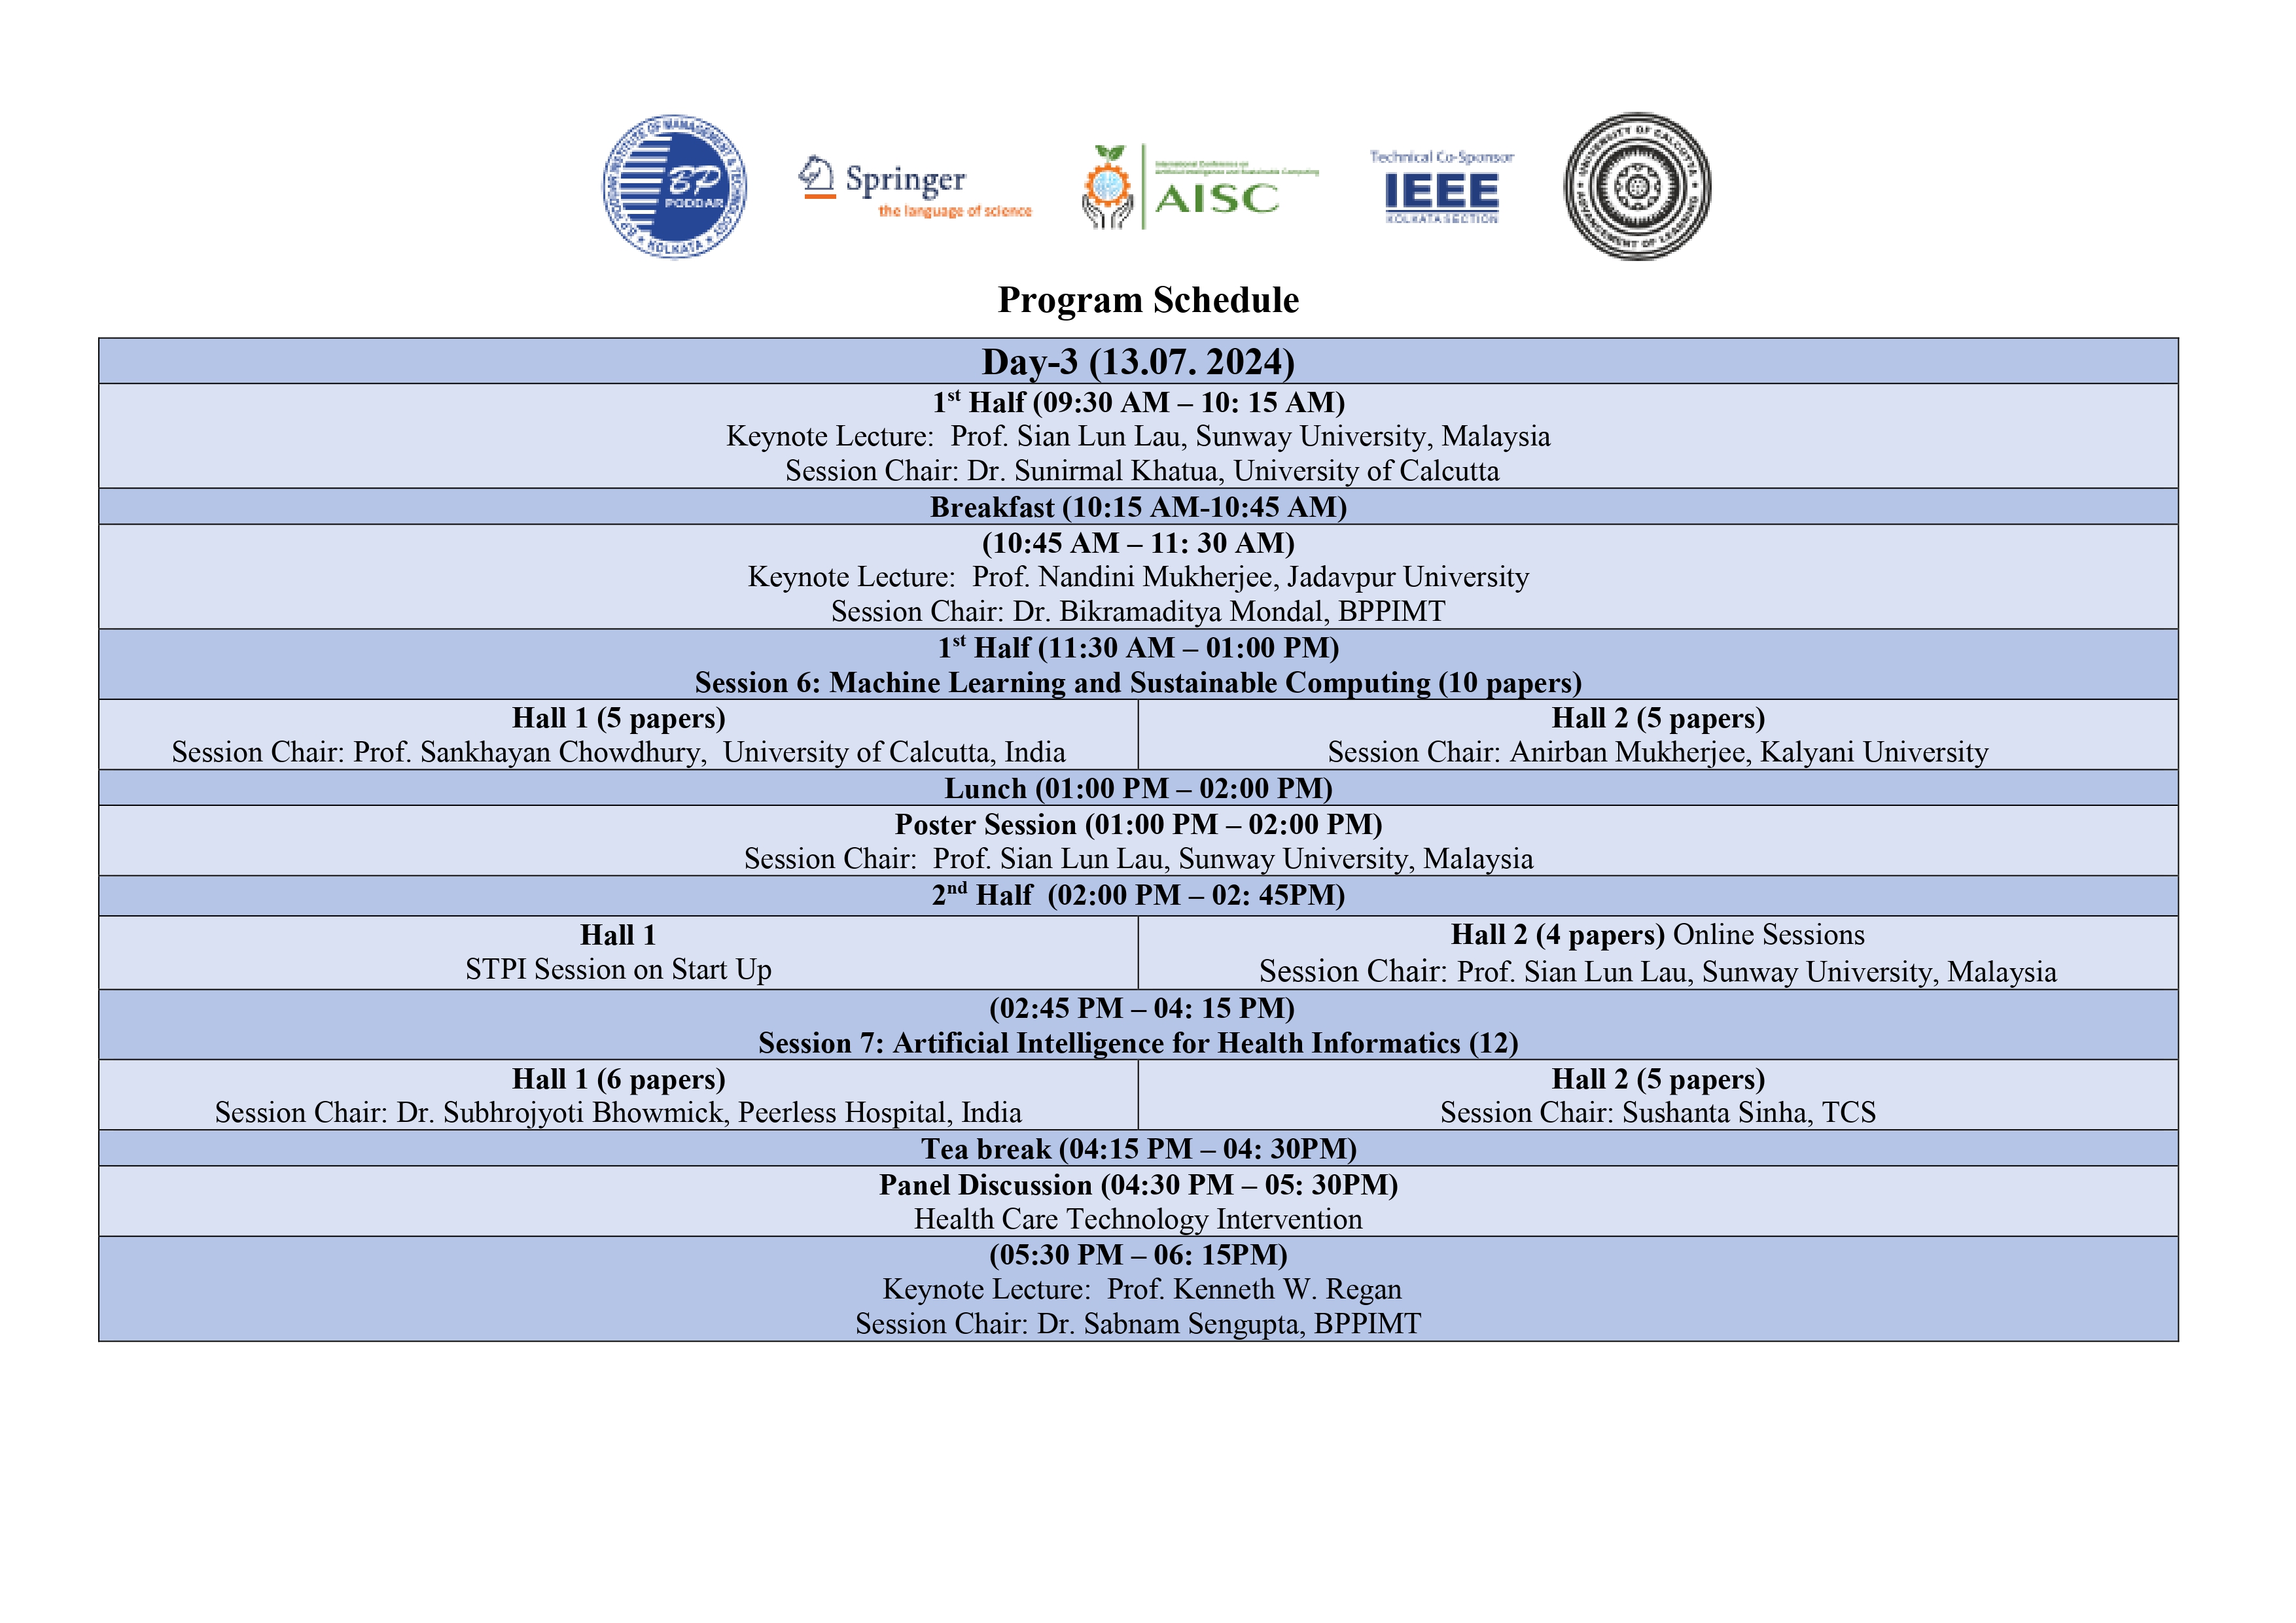 B.P. PODDAR INSTITUTE OF MANAGEMENT & TECHNOLOGY
BP
PODDAR
★ KOLKATA ★
Springer
the language of science
International Conference on
Artificial Intelligence and Sustainable Computing
AISC
Technical Co-Sponsor
IEEE
KOLKATA SECTION
UNIVERSITY OF CALCUTTA
ADVANCEMENT OF LEARNING
Program Schedule
Day-3 (13.07. 2024)
1st Half (09:30 AM – 10: 15 AM)
Keynote Lecture:  Prof. Sian Lun Lau, Sunway University, Malaysia
Session Chair: Dr. Sunirmal Khatua, University of Calcutta
Breakfast (10:15 AM-10:45 AM)
(10:45 AM – 11: 30 AM)
Keynote Lecture:  Prof. Nandini Mukherjee, Jadavpur University
Session Chair: Dr. Bikramaditya Mondal, BPPIMT
1st Half (11:30 AM – 01:00 PM)
Session 6: Machine Learning and Sustainable Computing (10 papers)
Hall 1 (5 papers)
Session Chair: Prof. Sankhayan Chowdhury,  University of Calcutta, India
Hall 2 (5 papers)
Session Chair: Anirban Mukherjee, Kalyani University
Lunch (01:00 PM – 02:00 PM)
Poster Session (01:00 PM – 02:00 PM)
Session Chair:  Prof. Sian Lun Lau, Sunway University, Malaysia
2nd Half  (02:00 PM – 02: 45PM)
Hall 1
STPI Session on Start Up
Hall 2 (4 papers) Online Sessions
Session Chair: Prof. Sian Lun Lau, Sunway University, Malaysia
(02:45 PM – 04: 15 PM)
Session 7: Artificial Intelligence for Health Informatics (12)
Hall 1 (6 papers)
Session Chair: Dr. Subhrojyoti Bhowmick, Peerless Hospital, India
Hall 2 (5 papers)
Session Chair: Sushanta Sinha, TCS
Tea break (04:15 PM – 04: 30PM)
Panel Discussion (04:30 PM – 05: 30PM)
Health Care Technology Intervention
(05:30 PM – 06: 15PM)
Keynote Lecture:  Prof. Kenneth W. Regan
Session Chair: Dr. Sabnam Sengupta, BPPIMT